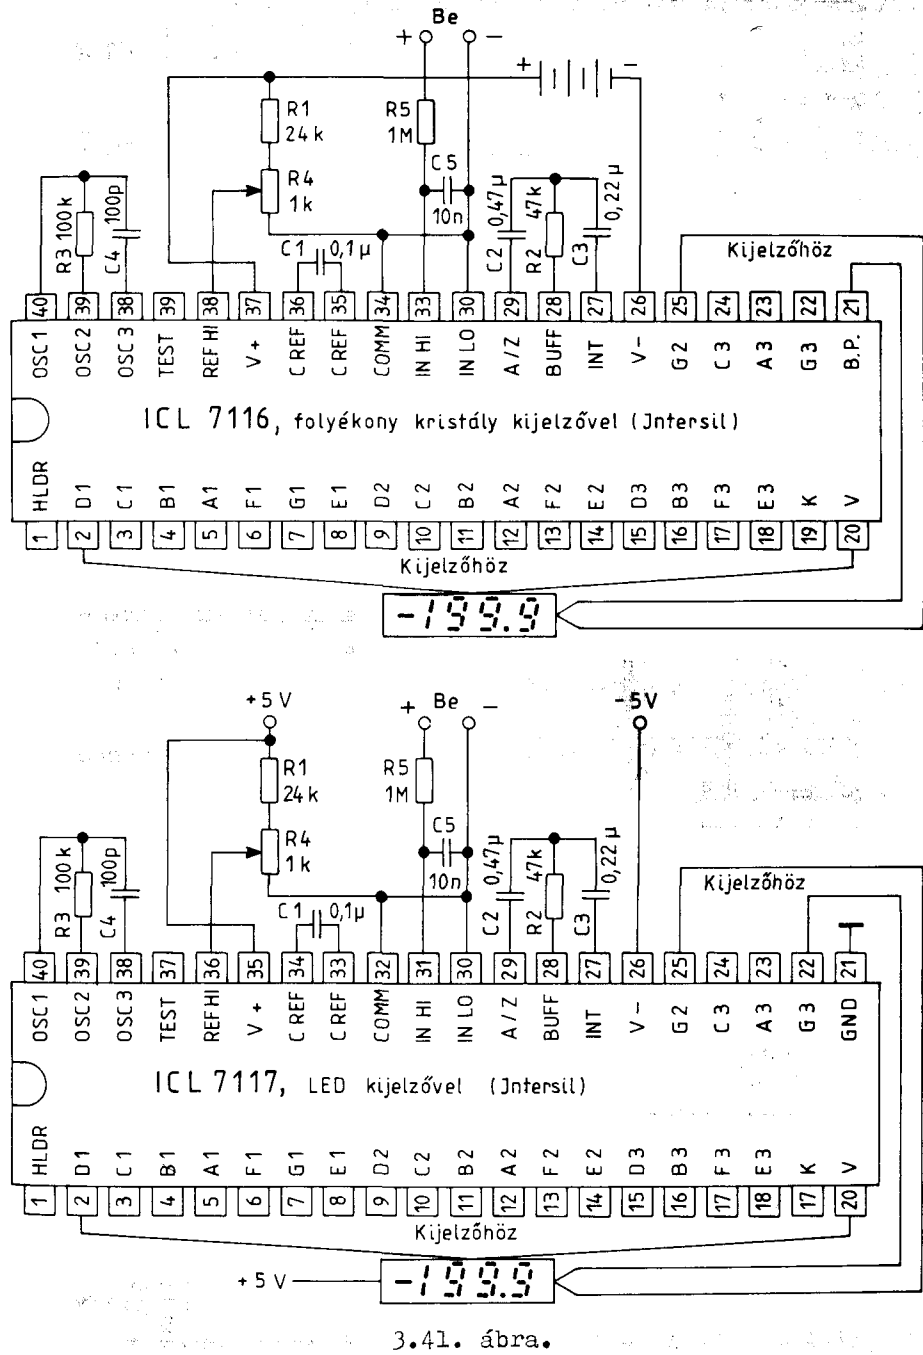 Be
+ −
+ −
R1
24k
R5
1M
R4
1k
C5
10n
R3 100k
C4 100p
C1 0,1µ
C2 0,47µ
R2 47k
C3 0,22µ
Kijelzőhöz
40 39 38 39 38 37 36 35 34 33 30 29 28 27 26 25 24 23 22 21
OSC1 OSC2 OSC3 TEST REF HI V+ CREF CREF COMM IN HI IN LO A/Z BUFF INT V− G2 C3 A3 G3 B.P.
ICL 7116, folyékony kristály kijelzővel (Jntersil)
HLDR D1 C1 B1 A1 F1 G1 E1 D2 C2 B2 A2 F2 E2 D3 B3 F3 E3 K V
1 2 3 4 5 6 7 8 9 10 11 12 13 14 15 16 17 18 19 20
Kijelzőhöz
-199.9
+5V
Be
+ −
-5V
R1
24k
R5
1M
R4
1k
C5
10n
R3 100k
C4 100p
C1 0,1µ
C2 0,47µ
R2 47k
C3 0,22µ
Kijelzőhöz
40 39 38 37 36 35 34 33 32 31 30 29 28 27 26 25 24 23 22 21
OSC1 OSC2 OSC3 TEST REF HI V+ CREF CREF COMM IN HI IN LO A/Z BUFF INT V− G2 C3 A3 G3 GND
ICL 7117, LED kijelzővel (Jntersil)
HLDR D1 C1 B1 A1 F1 G1 E1 D2 C2 B2 A2 F2 E2 D3 B3 F3 E3 K V
1 2 3 4 5 6 7 8 9 10 11 12 13 14 15 16 17 18 17 20
Kijelzőhöz
+5V
-199.9
3.41. ábra.